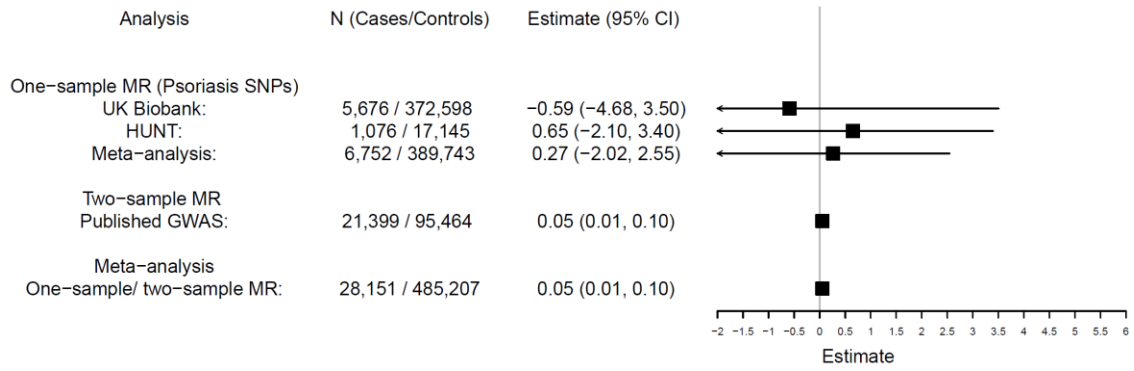 Analysis N (Cases/Controls) Estimate (95% CI)
One−sample MR (Psoriasis SNPs)
UK Biobank: 5,676 / 372,598 −0.59 (−4.68, 3.50)
HUNT: 1,076 / 17,145 0.65 (−2.10, 3.40)
Meta−analysis: 6,752 / 389,743 0.27 (−2.02, 2.55)
Two−sample MR
Published GWAS: 21,399 / 95,464 0.05 (0.01, 0.10)
Meta−analysis
One−sample/ two−sample MR: 28,151 / 485,207 0.05 (0.01, 0.10)
−2 −1.5 −1 −0.5 0 0.5 1 1.5 2 2.5 3 3.5 4 4.5 5 5.5 6
Estimate